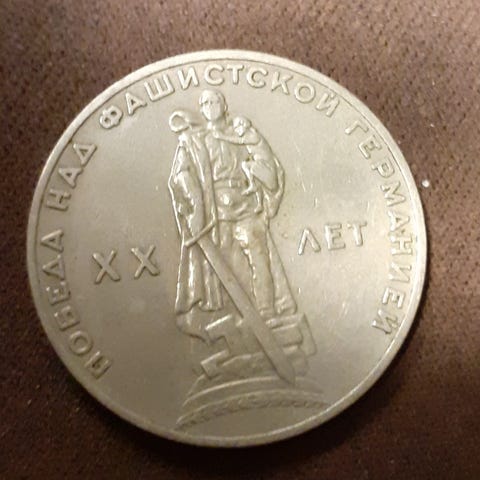 ПОБЕДА НАД ФАШИСТСКОЙ ГЕРМАНИЕЙ
XX ЛЕТ